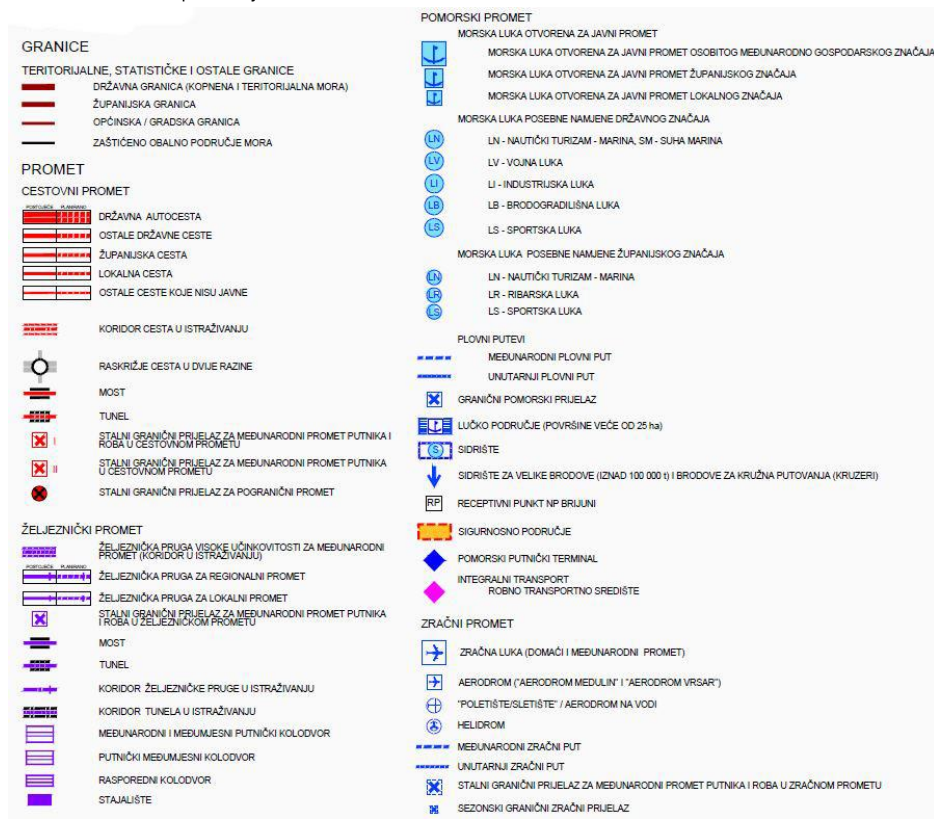 GRANICE
TERITORIJALNE, STATISTIČKE I OSTALE GRANICE
DRŽAVNA GRANICA (KOPNENA I TERITORIJALNA MORA)
ŽUPANIJSKA GRANICA
OPĆINSKA / GRADSKA GRANICA
ZAŠTIĆENO OBALNO PODRUČJE MORA
PROMET
CESTOVNI PROMET
POSTOJEĆE PLANIRANO
DRŽAVNA AUTOCESTA
OSTALE DRŽAVNE CESTE
ŽUPANIJSKA CESTA
LOKALNA CESTA
OSTALE CESTE KOJE NISU JAVNE
KORIDOR CESTA U ISTRAŽIVANJU
RASKRIŽJE CESTA U DVIJE RAZINE
MOST
TUNEL
I STALNI GRANIČNI PRIJELAZ ZA MEĐUNARODNI PROMET PUTNIKA I
ROBA U CESTOVNOM PROMETU
II STALNI GRANIČNI PRIJELAZ ZA MEĐUNARODNI PROMET PUTNIKA
U CESTOVNOM PROMETU
STALNI GRANIČNI PRIJELAZ ZA POGRANIČNI PROMET
ŽELJEZNIČKI PROMET
ŽELJEZNIČKA PRUGA VISOKE UČINKOVITOSTI ZA MEĐUNARODNI
PROMET (KORIDOR U ISTRAŽIVANJU)
POSTOJEĆE PLANIRANO
ŽELJEZNIČKA PRUGA ZA REGIONALNI PROMET
ŽELJEZNIČKA PRUGA ZA LOKALNI PROMET
STALNI GRANIČNI PRIJELAZ ZA MEĐUNARODNI PROMET PUTNIKA
I ROBA U ŽELJEZNIČKOM PROMETU
MOST
TUNEL
KORIDOR ŽELJEZNIČKE PRUGE U ISTRAŽIVANJU
KORIDOR TUNELA U ISTRAŽIVANJU
MEĐUNARODNI I MEĐUMJESNI PUTNIČKI KOLODVOR
PUTNIČKI MEĐUMJESNI KOLODVOR
RASPOREDNI KOLODVOR
STAJALIŠTE
POMORSKI PROMET
MORSKA LUKA OTVORENA ZA JAVNI PROMET
MORSKA LUKA OTVORENA ZA JAVNI PROMET OSOBITOG MEĐUNARODNO GOSPODARSKOG ZNAČAJA
MORSKA LUKA OTVORENA ZA JAVNI PROMET ŽUPANIJSKOG ZNAČAJA
MORSKA LUKA OTVORENA ZA JAVNI PROMET LOKALNOG ZNAČAJA
MORSKA LUKA POSEBNE NAMJENE DRŽAVNOG ZNAČAJA
LN LN - NAUTIČKI TURIZAM - MARINA, SM - SUHA MARINA
LV LV - VOJNA LUKA
LI LI - INDUSTRIJSKA LUKA
LB LB - BRODOGRADILIŠNA LUKA
LS LS - SPORTSKA LUKA
MORSKA LUKA POSEBNE NAMJENE ŽUPANIJSKOG ZNAČAJA
LN LN - NAUTIČKI TURIZAM - MARINA
LR LR - RIBARSKA LUKA
LS LS - SPORTSKA LUKA
PLOVNI PUTEVI
MEĐUNARODNI PLOVNI PUT
UNUTARNJI PLOVNI PUT
GRANIČNI POMORSKI PRIJELAZ
LUČKO PODRUČJE (POVRŠINE VEĆE OD 25 ha)
S SIDRIŠTE
SIDRIŠTE ZA VELIKE BRODOVE (IZNAD 100 000 t) I BRODOVE ZA KRUŽNA PUTOVANJA (KRUZERI)
RP RECEPTIVNI PUNKT NP BRIJUNI
SIGURNOSNO PODRUČJE
POMORSKI PUTNIČKI TERMINAL
INTEGRALNI TRANSPORT
ROBNO TRANSPORTNO SREDIŠTE
ZRAČNI PROMET
ZRAČNA LUKA (DOMAĆI I MEĐUNARODNI PROMET)
AERODROM ("AERODROM MEDULIN" I "AERODROM VRSAR")
"POLETIŠTE/SLETIŠTE" / AERODROM NA VODI
HELIDROM
MEĐUNARODNI ZRAČNI PUT
UNUTARNJI ZRAČNI PUT
STALNI GRANIČNI PRIJELAZ ZA MEĐUNARODNI PROMET PUTNIKA I ROBA U ZRAČNOM PROMETU
SEZONSKI GRANIČNI ZRAČNI PRIJELAZ